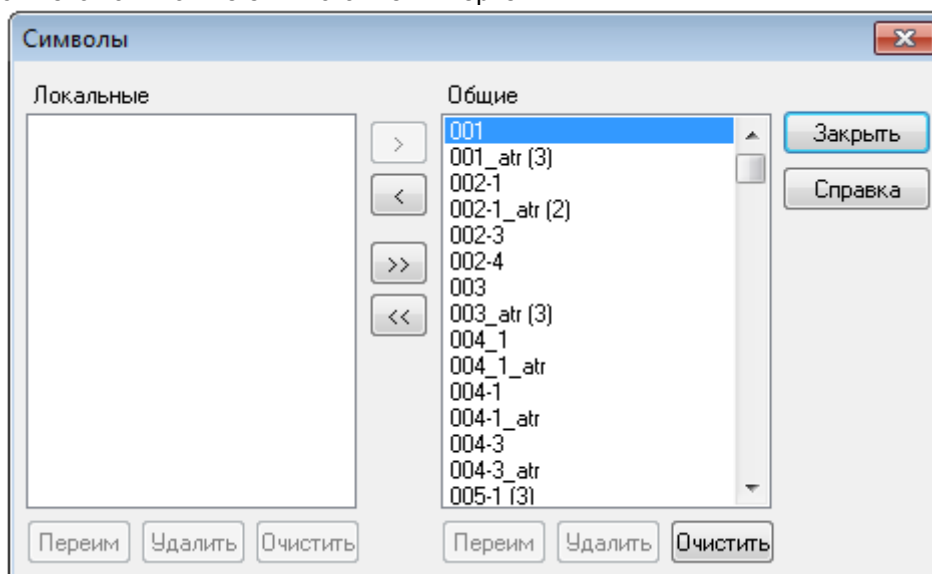 Символы
Локальные
Общие
>
<
>>
<<
001
001_atr (3)
002-1
002-1_atr (2)
002-3
002-4
003
003_atr (3)
004_1
004_1_atr
004-1
004-1_atr
004-3
004-3_atr
005-1 (3)
Закрыть
Справка
Переим Удалить Очистить
Переим Удалить Очистить